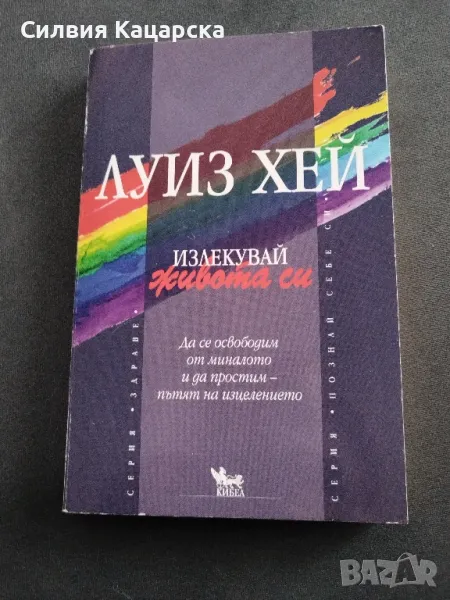 Силвия Кацарска
ЛУИЗ ХЕЙ
ИЗЛЕКУВАЙ
живота си
Да се освободим
от миналото
и да простим –
пътят на изцелението
СЕРИЯ • ЗДРАВЕ •
СЕРИЯ • ПОЗНАЙ СЕБЕ СИ •
КИБЕА
BAZAR